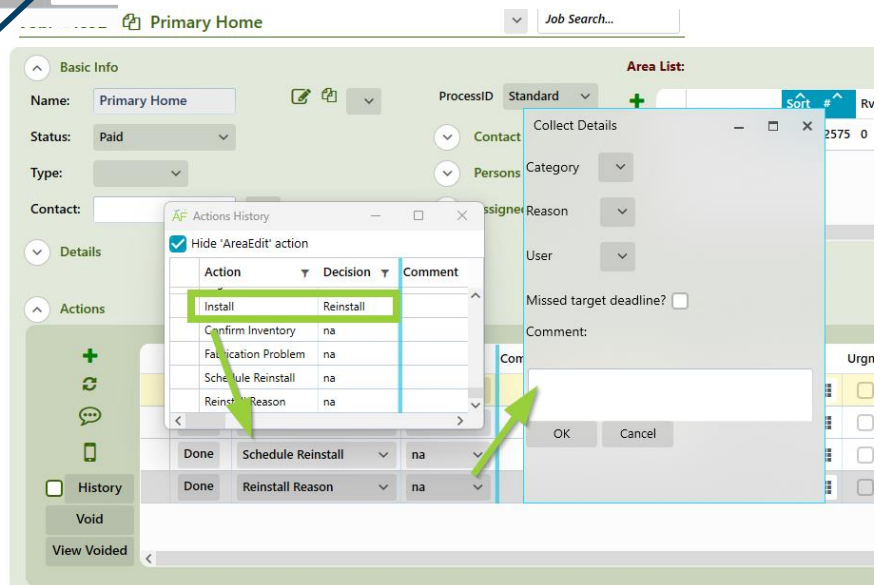 Primary Home
Job Search...
Basic Info
Area List:
Name:
Primary Home
ProcessID
Standard
Sort
#
Status:
Paid
Contact
2575
0
Type:
Persons
Contact:
Details
Actions
History
Void
View Voided
Actions History
Hide 'AreaEdit' action
Action
Decision
Comment
Install
Reinstall
Confirm Inventory
na
Fabrication Problem
na
Schedule Reinstall
na
Reinstall Reason
na
Done
Schedule Reinstall
na
Done
Reinstall Reason
na
Collect Details
Category
Reason
User
Missed target deadline?
Comment:
OK
Cancel